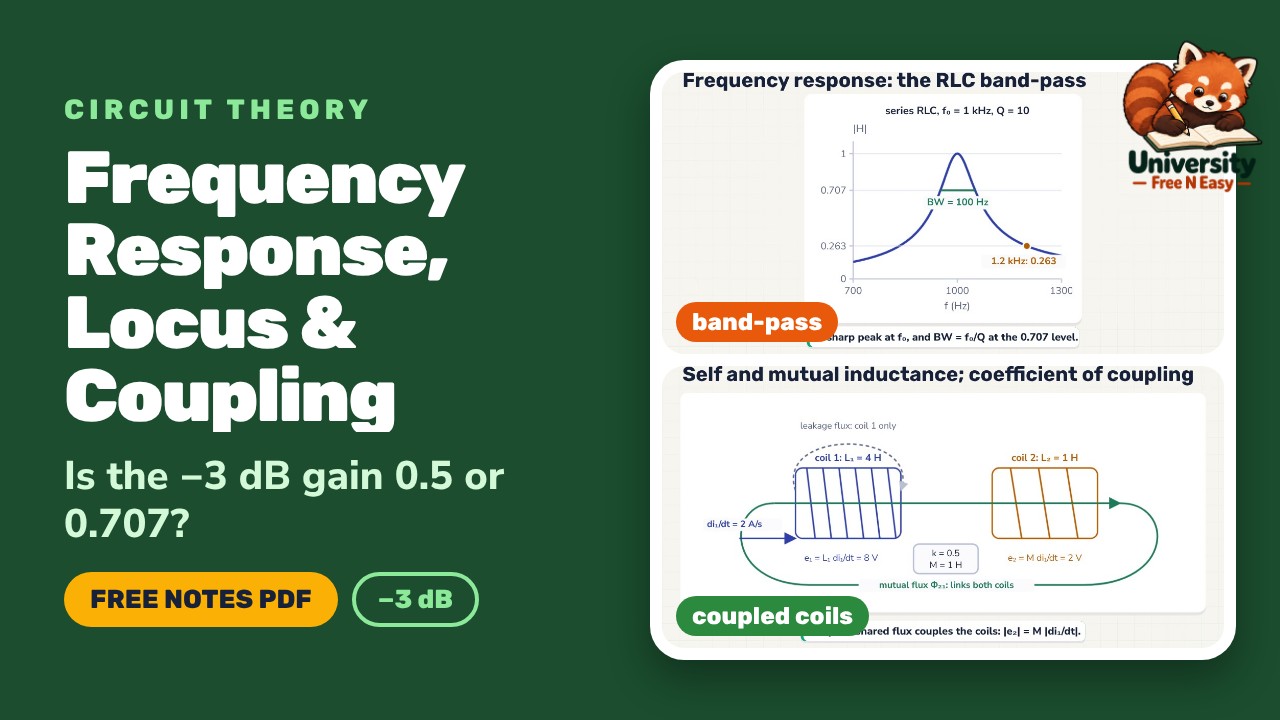 CIRCUIT THEORY
Frequency
Response,
Locus &
Coupling
Is the −3 dB gain 0.5 or
0.707?
FREE NOTES PDF
−3 dB
Frequency response: the RLC band-pass
series RLC, f₀ = 1 kHz, Q = 10
|H|
1
0.707
BW = 100 Hz
0.263
1.2 kHz: 0.263
0
700
1000
1300
f (Hz)
band-pass
sharp peak at f₀, and BW = f₀/Q at the 0.707 level.
Self and mutual inductance; coefficient of coupling
leakage flux: coil 1 only
coil 1: L₁ = 4 H
coil 2: L₂ = 1 H
di₁/dt = 2 A/s
e₁ = L₁ di₁/dt = 8 V
k = 0.5
M = 1 H
e₂ = M di₁/dt = 2 V
mutual flux Φ₂₁: links both coils
coupled coils
shared flux couples the coils: |e₂| = M |di₁/dt|.
University
Free N Easy